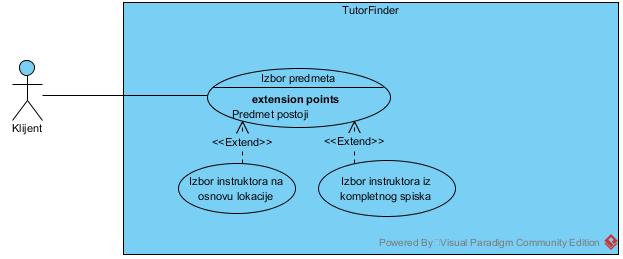 TutorFinder
Izbor predmeta
extension points
Predmet postoji
Klijent
<<Extend>>
<<Extend>>
Izbor instruktora na
osnovu lokacije
Izbor instruktora iz
kompletnog spiska
Powered By Visual Paradigm Community Edition